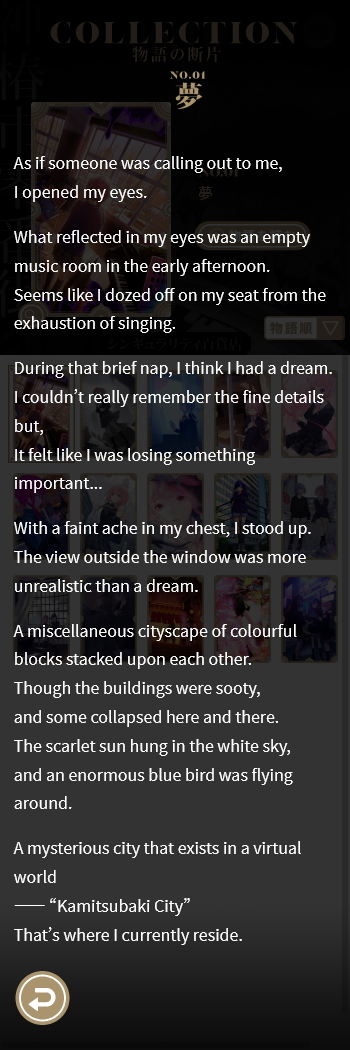 COLLECTION
物語の断片
NO.01
夢
As if someone was calling out to me,
I opened my eyes.
What reflected in my eyes was an empty
music room in the early afternoon.
Seems like I dozed off on my seat from the
exhaustion of singing.
物語順
During that brief nap, I think I had a dream.
I couldn’t really remember the fine details
but,
It felt like I was losing something
important...
With a faint ache in my chest, I stood up.
The view outside the window was more
unrealistic than a dream.
A miscellaneous cityscape of colourful
blocks stacked upon each other.
Though the buildings were sooty,
and some collapsed here and there.
The scarlet sun hung in the white sky,
and an enormous blue bird was flying
around.
A mysterious city that exists in a virtual
world
—— “Kamitsubaki City”
That’s where I currently reside.